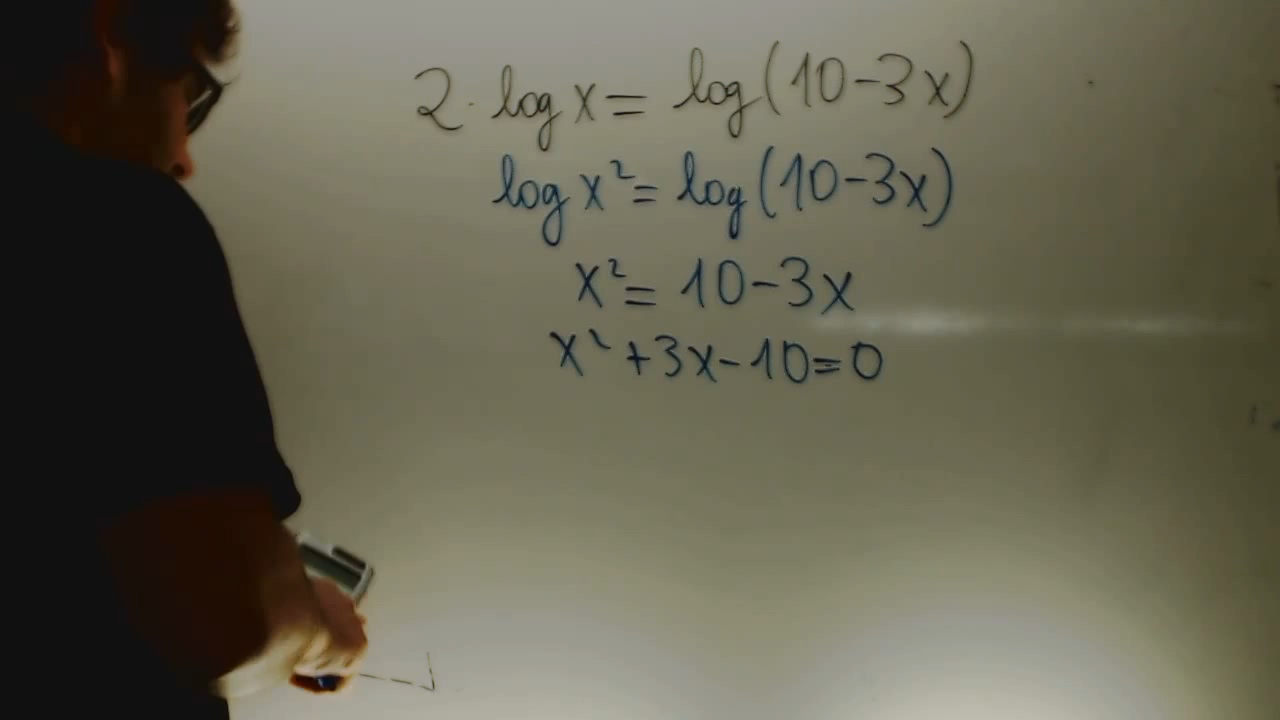 2· log x = log(10-3x)
log x² = log(10-3x)
x² = 10-3x
x²+3x-10=0